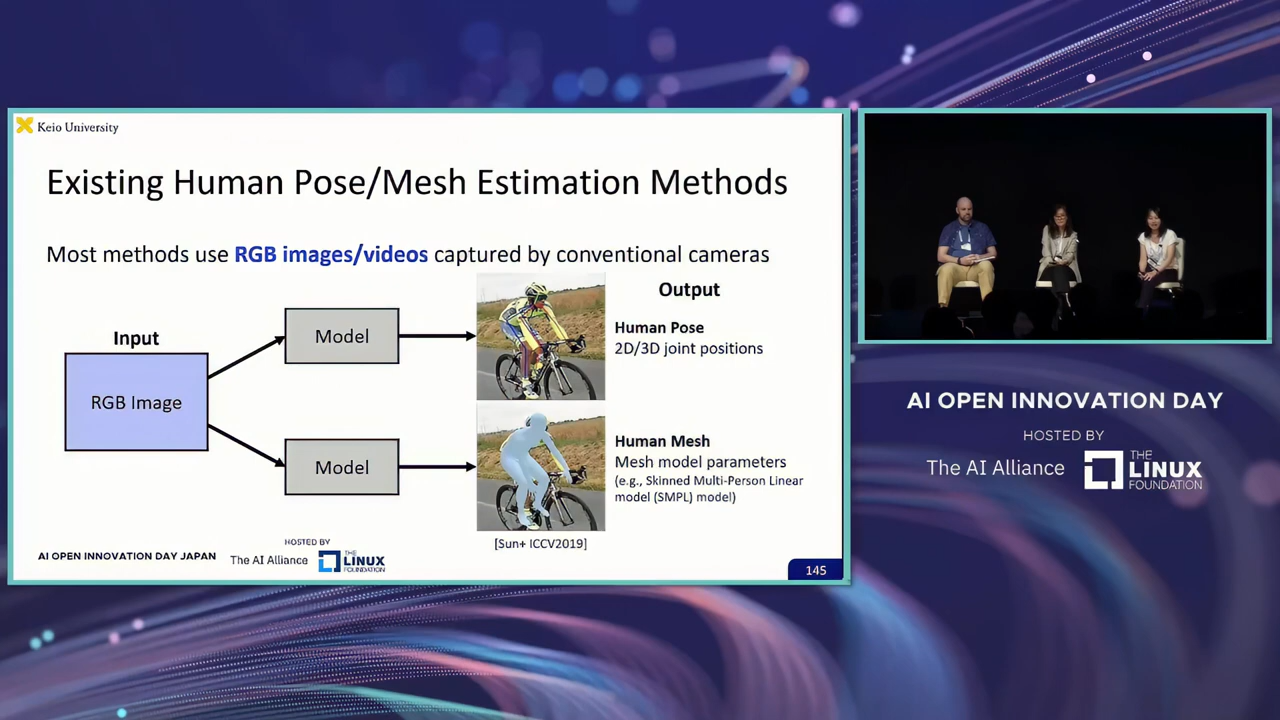 Keio University
Existing Human Pose/Mesh Estimation Methods
Most methods use RGB images/videos captured by conventional cameras
Input
RGB Image
Model
Model
Output
Human Pose
2D/3D joint positions
Human Mesh
Mesh model parameters
(e.g., Skinned Multi-Person Linear
model (SMPL) model)
[Sun+ ICCV2019]
AI OPEN INNOVATION DAY JAPAN
HOSTED BY
The AI Alliance
THE
LINUX
FOUNDATION
145
AI OPEN INNOVATION DAY
HOSTED BY
The AI Alliance
THE
LINUX
FOUNDATION